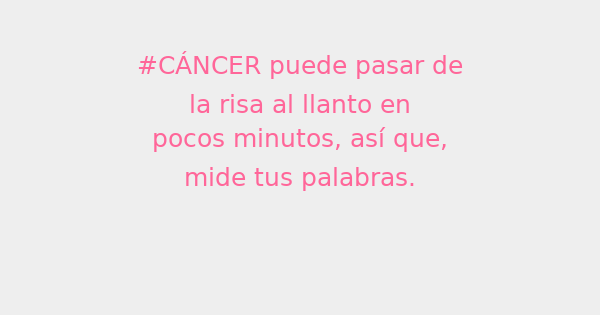 #CÁNCER puede pasar de
la risa al llanto en
pocos minutos, así que,
mide tus palabras.